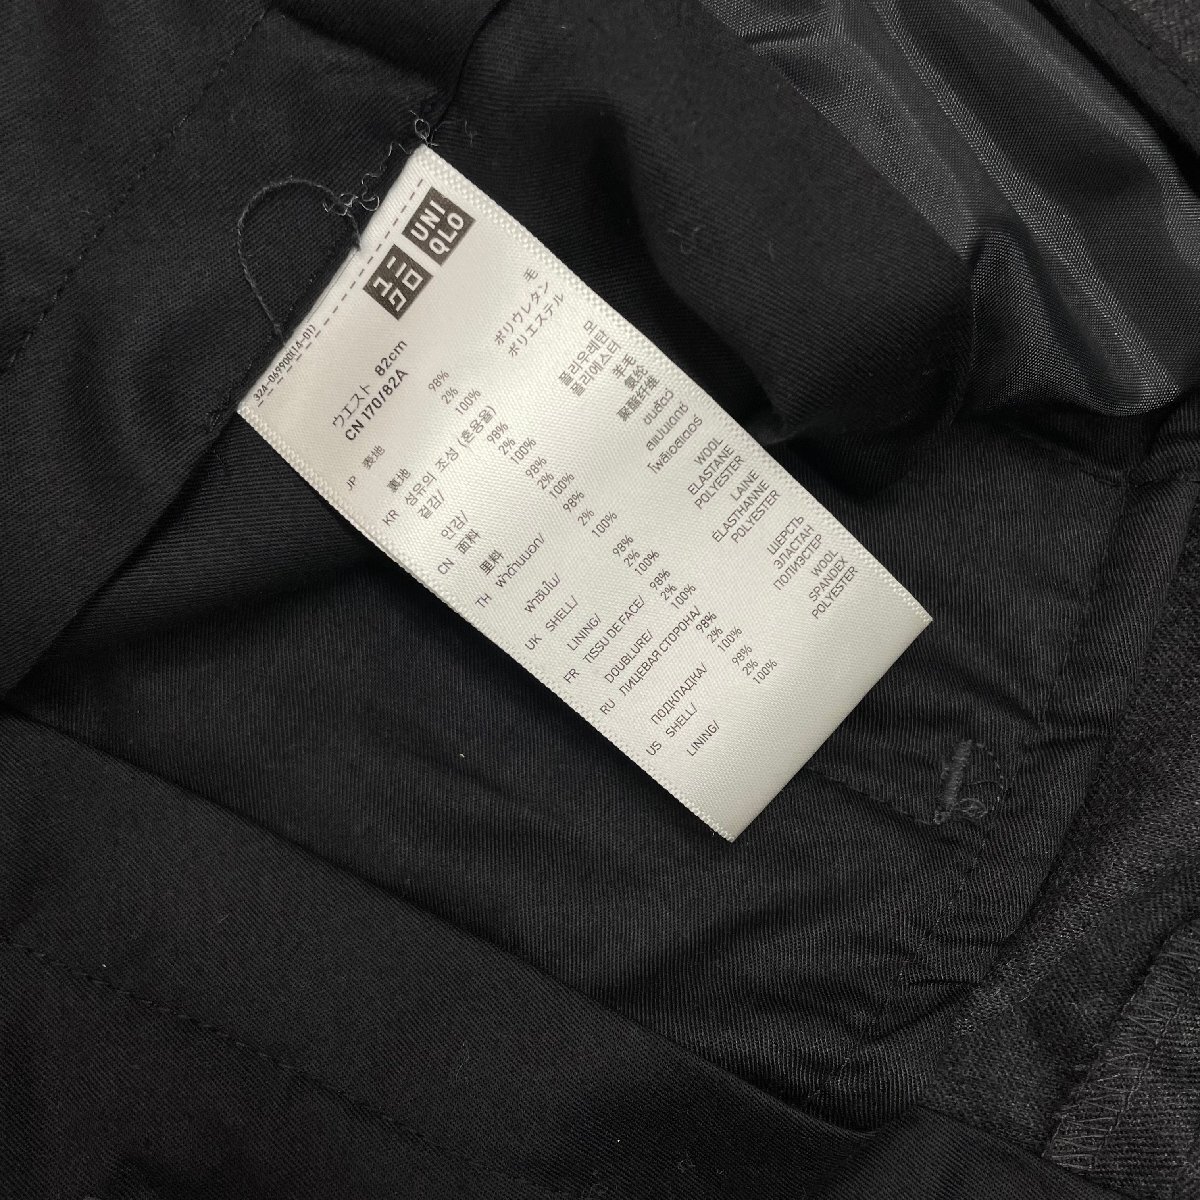 324-069900(14-01)
ユニ
クロ
UNI
QLO
ウエスト 82cm
CN 170/82A
JP 表地 98% 毛
2% ポリウレタン
裏地 100% ポリエステル
KR 섬유의 조성 (혼용율)
겉감/ 98% 모
2% 폴리우레탄
안감/ 100% 폴리에스터
CN 面料 98% 羊毛
2% 氨纶
里料 100% 聚酯纤维
TH ผ้าด้านนอก/ 98% ขนสัตว์
2% สแปนเดกซ์
ผ้าซับใน/ 100% โพลีเอสเตอร์
UK SHELL/ 98% WOOL
2% ELASTANE
LINING/ 100% POLYESTER
FR TISSU DE FACE/ 98% LAINE
2% ELASTHANNE
DOUBLURE/ 100% POLYESTER
RU ЛИЦЕВАЯ СТОРОНА/ 98% ШЕРСТЬ
2% ЭЛАСТАН
ПОДКЛАДКА/ 100% ПОЛИЭСТЕР
US SHELL/ 98% WOOL
2% SPANDEX
LINING/ 100% POLYESTER